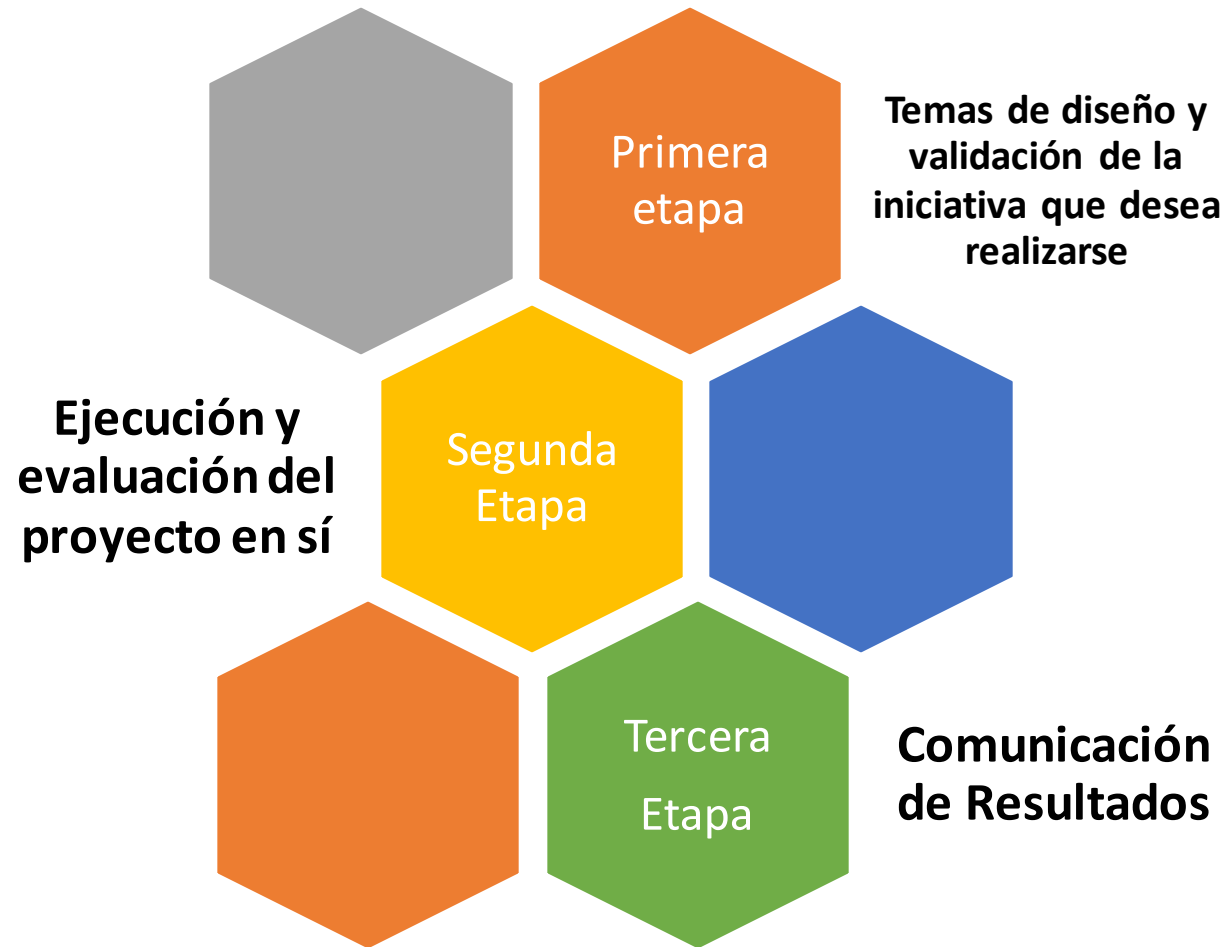 Primera
etapa
Temas de diseño y
validación de la
iniciativa que desea
realizarse
Ejecución y
evaluación del
proyecto en sí
Segunda
Etapa
Tercera
Etapa
Comunicación
de Resultados